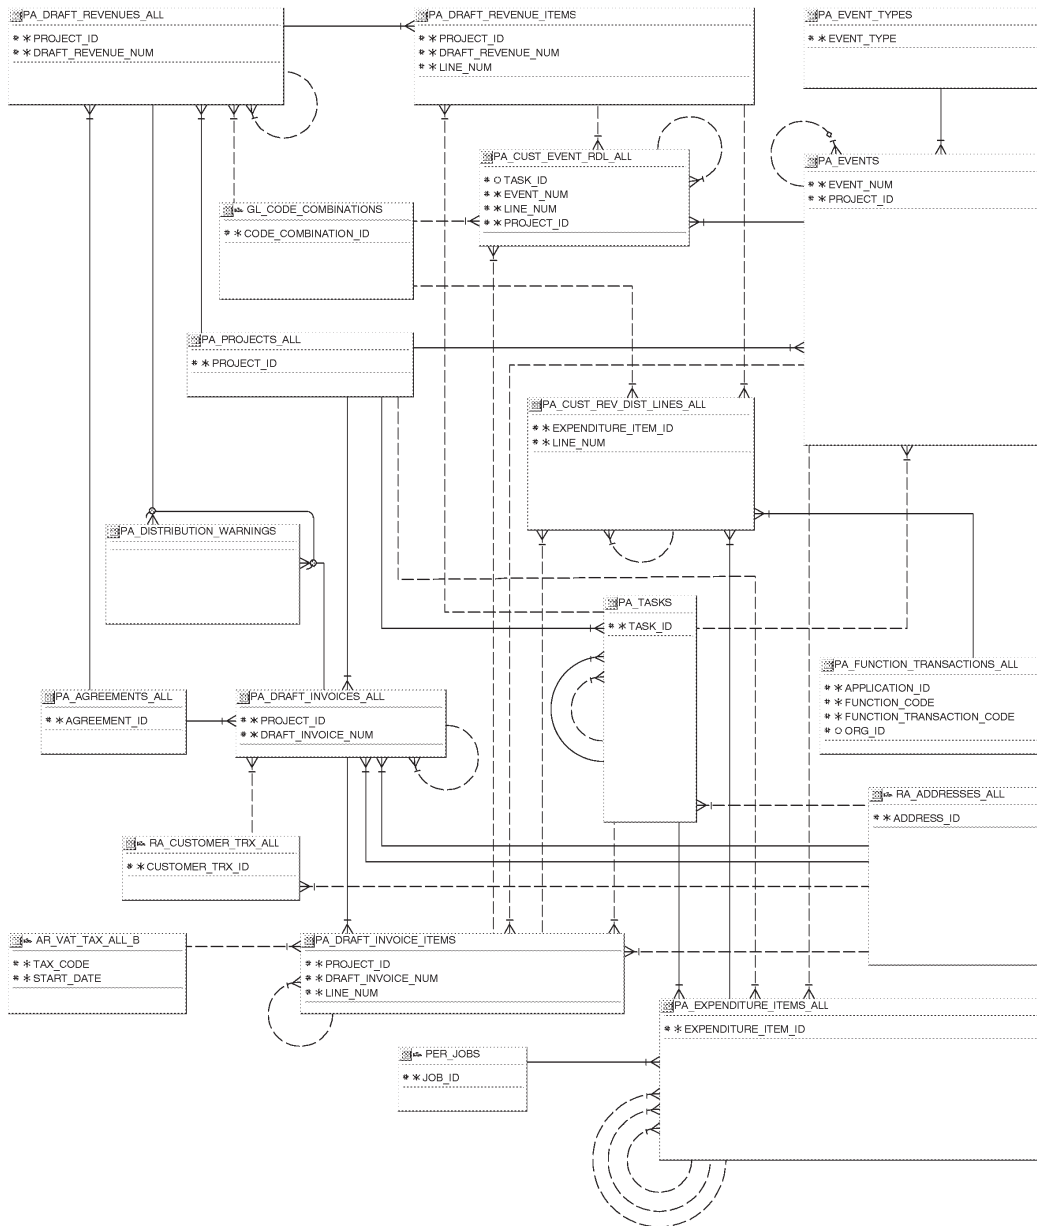 PA_DRAFT_REVENUES_ALL
# * PROJECT_ID
# * DRAFT_REVENUE_NUM
PA_DRAFT_REVENUE_ITEMS
# * PROJECT_ID
# * DRAFT_REVENUE_NUM
# * LINE_NUM
PA_EVENT_TYPES
# * EVENT_TYPE
PA_CUST_EVENT_RDL_ALL
# O TASK_ID
# * EVENT_NUM
# * LINE_NUM
# * PROJECT_ID
PA_EVENTS
# * EVENT_NUM
# * PROJECT_ID
GL_CODE_COMBINATIONS
# * CODE_COMBINATION_ID
PA_PROJECTS_ALL
# * PROJECT_ID
PA_CUST_REV_DIST_LINES_ALL
# * EXPENDITURE_ITEM_ID
# * LINE_NUM
PA_DISTRIBUTION_WARNINGS
PA_TASKS
# * TASK_ID
PA_FUNCTION_TRANSACTIONS_ALL
# * APPLICATION_ID
# * FUNCTION_CODE
# * FUNCTION_TRANSACTION_CODE
# O ORG_ID
PA_AGREEMENTS_ALL
# * AGREEMENT_ID
PA_DRAFT_INVOICES_ALL
# * PROJECT_ID
# * DRAFT_INVOICE_NUM
RA_ADDRESSES_ALL
# * ADDRESS_ID
RA_CUSTOMER_TRX_ALL
# * CUSTOMER_TRX_ID
AR_VAT_TAX_ALL_B
# * TAX_CODE
# * START_DATE
PA_DRAFT_INVOICE_ITEMS
# * PROJECT_ID
# * DRAFT_INVOICE_NUM
# * LINE_NUM
PA_EXPENDITURE_ITEMS_ALL
# * EXPENDITURE_ITEM_ID
PER_JOBS
# * JOB_ID